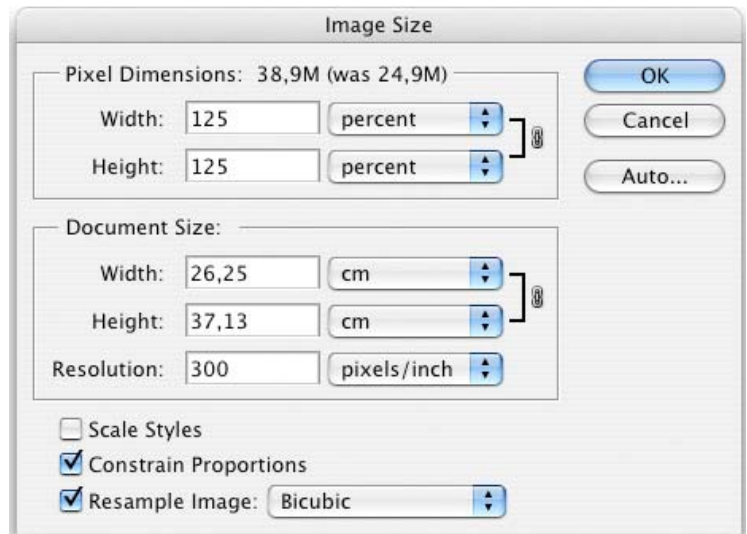 Image Size
Pixel Dimensions: 38,9M (was 24,9M)
OK
Width: 125 percent
Cancel
Height: 125 percent
Auto...
Document Size:
Width: 26,25 cm
Height: 37,13 cm
Resolution: 300 pixels/inch
Scale Styles
Constrain Proportions
Resample Image: Bicubic